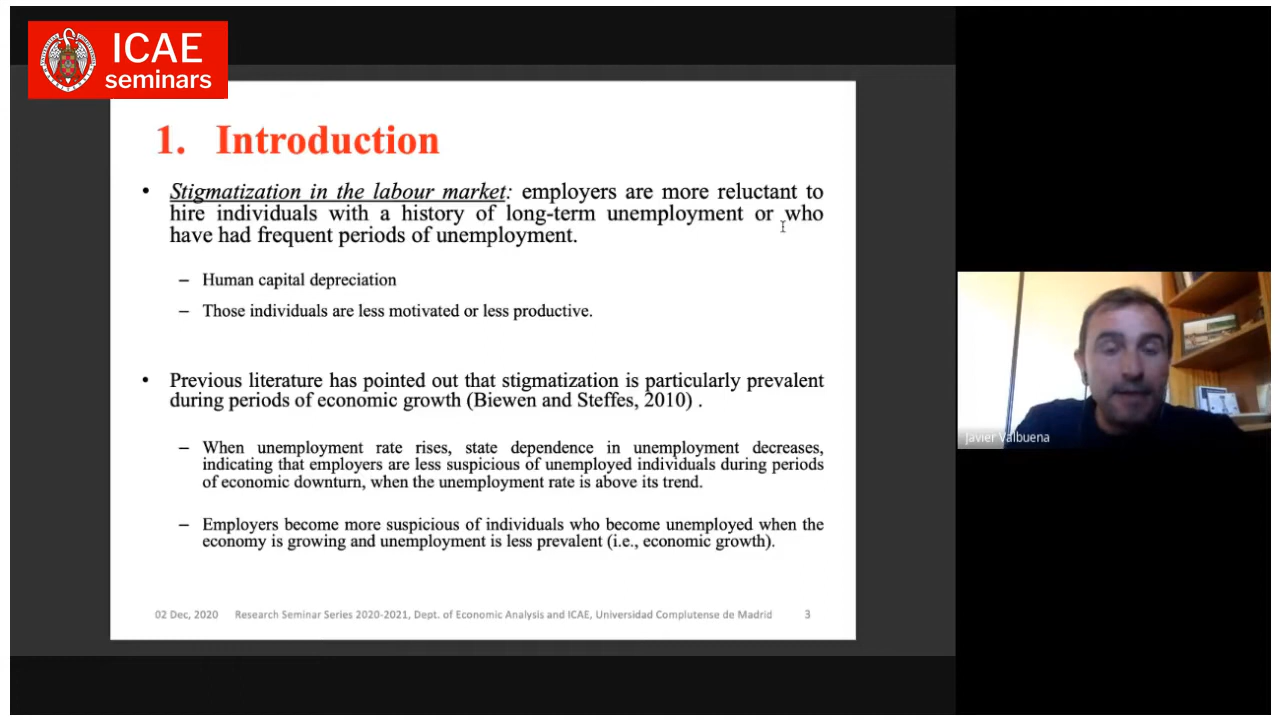 ICAE
seminars
1. Introduction
• Stigmatization in the labour market: employers are more reluctant to
hire individuals with a history of long-term unemployment or who
have had frequent periods of unemployment.
– Human capital depreciation
– Those individuals are less motivated or less productive.
• Previous literature has pointed out that stigmatization is particularly prevalent
during periods of economic growth (Biewen and Steffes, 2010) .
– When unemployment rate rises, state dependence in unemployment decreases,
indicating that employers are less suspicious of unemployed individuals during periods
of economic downturn, when the unemployment rate is above its trend.
– Employers become more suspicious of individuals who become unemployed when the
economy is growing and unemployment is less prevalent (i.e., economic growth).
02 Dec, 2020 Research Seminar Series 2020-2021, Dept. of Economic Analysis and ICAE, Universidad Complutense de Madrid 3
Javier Valbuena